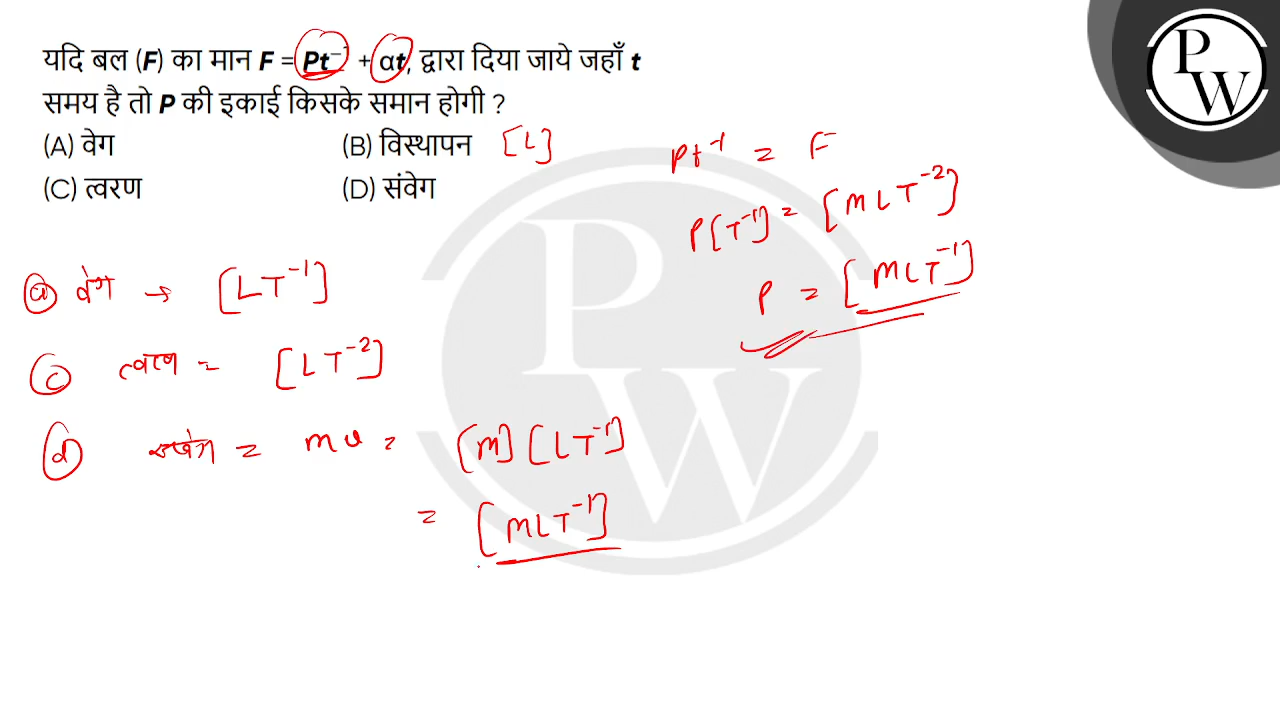 यदि बल (F) का मान F = Pt⁻¹ + αt, द्वारा दिया जाये जहाँ t
समय है तो P की इकाई किसके समान होगी ?
(A) वेग (B) विस्थापन [L]
(C) त्वरण (D) संवेग
P W
Pt⁻¹ = F
P[T⁻¹] = [MLT⁻²]
P = [MLT⁻¹]
(a) वेग → [LT⁻¹]
(c) त्वरण = [LT⁻²]
(d) संवेग = mv = [M][LT⁻¹]
= [MLT⁻¹]
P W